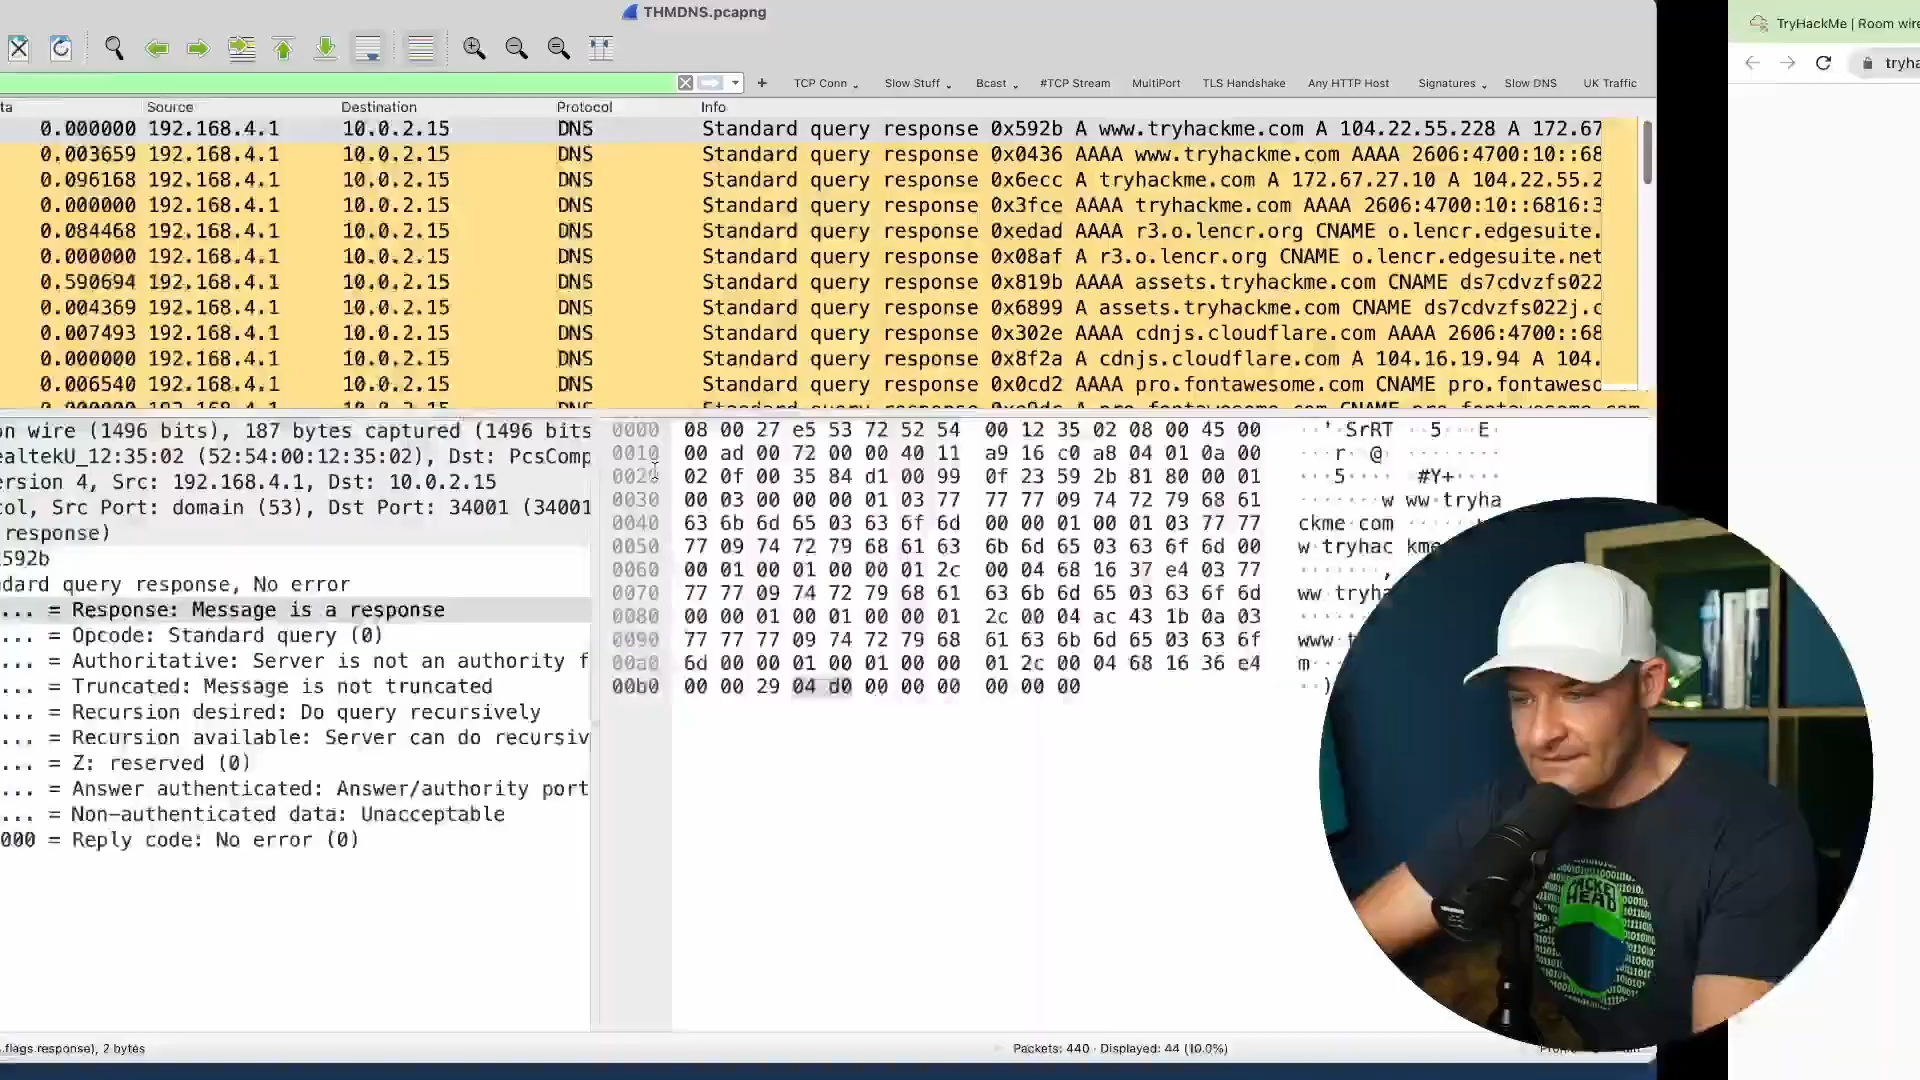 THMDNS.pcapng
TryHackMe | Room wire
tryha
TCP Conn
Slow Stuff
Bcast
#TCP Stream
MultiPort
TLS Handshake
Any HTTP Host
Signatures
Slow DNS
UK Traffic
ta Source Destination Protocol Info
0.000000 192.168.4.1 10.0.2.15 DNS Standard query response 0x592b A www.tryhackme.com A 104.22.55.228 A 172.67
0.003659 192.168.4.1 10.0.2.15 DNS Standard query response 0x0436 AAAA www.tryhackme.com AAAA 2606:4700:10::68
0.096168 192.168.4.1 10.0.2.15 DNS Standard query response 0x6ecc A tryhackme.com A 172.67.27.10 A 104.22.55.2
0.000000 192.168.4.1 10.0.2.15 DNS Standard query response 0x3fce AAAA tryhackme.com AAAA 2606:4700:10::6816:3
0.084468 192.168.4.1 10.0.2.15 DNS Standard query response 0xedad AAAA r3.o.lencr.org CNAME o.lencr.edgesuite.
0.000000 192.168.4.1 10.0.2.15 DNS Standard query response 0x08af A r3.o.lencr.org CNAME o.lencr.edgesuite.net
0.590694 192.168.4.1 10.0.2.15 DNS Standard query response 0x819b A assets.tryhackme.com CNAME ds7cdvzfs022
0.004369 192.168.4.1 10.0.2.15 DNS Standard query response 0x6899 A assets.tryhackme.com CNAME ds7cdvzfs022j.c
0.007493 192.168.4.1 10.0.2.15 DNS Standard query response 0x302e AAAA cdnjs.cloudflare.com AAAA 2606:4700::68
0.000000 192.168.4.1 10.0.2.15 DNS Standard query response 0x8f2a A cdnjs.cloudflare.com A 104.16.19.94 A 104.
0.006540 192.168.4.1 10.0.2.15 DNS Standard query response 0x0cd2 AAAA pro.fontawesome.com CNAME pro.fontaweso
on wire (1496 bits), 187 bytes captured (1496 bits
ealtekU_12:35:02 (52:54:00:12:35:02), Dst: PcsComp
ersion 4, Src: 192.168.4.1, Dst: 10.0.2.15
col, Src Port: domain (53), Dst Port: 34001 (34001
response)
592b
dard query response, No error
... = Response: Message is a response
... = Opcode: Standard query (0)
... = Authoritative: Server is not an authority f
... = Truncated: Message is not truncated
... = Recursion desired: Do query recursively
... = Recursion available: Server can do recursiv
... = Z: reserved (0)
... = Answer authenticated: Answer/authority port
... = Non-authenticated data: Unacceptable
000 = Reply code: No error (0)
0000 08 00 27 e5 53 72 52 54 00 12 35 02 08 00 45 00 ··'·SrRT ··5···E·
0010 00 ad 00 72 00 00 40 11 a9 16 c0 a8 04 01 0a 00 ···r··@· ········
0020 02 0f 00 35 84 d1 00 99 0f 23 59 2b 81 80 00 01 ···5···· ·#Y+····
0030 00 03 00 00 00 01 03 77 77 77 09 74 72 79 68 61 ·······w ww·tryha
0040 63 6b 6d 65 03 63 6f 6d 00 00 01 00 01 03 77 77 ckme·com
0050 77 09 74 72 79 68 61 63 6b 6d 65 03 63 6f 6d 00 w·tryhac kme
0060 00 01 00 01 00 00 01 2c 00 04 68 16 37 e4 03 77 ·······,
0070 77 77 09 74 72 79 68 61 63 6b 6d 65 03 63 6f 6d ww·tryha
0080 00 00 01 00 01 00 00 01 2c 00 04 ac 43 1b 0a 03
0090 77 77 77 09 74 72 79 68 61 63 6b 6d 65 03 63 6f www·t
00a0 6d 00 00 01 00 01 00 00 01 2c 00 04 68 16 36 e4 m···
00b0 00 00 29 04 d0 00 00 00 00 00 00 ··)
PACKET
HEAD
.flags.response), 2 bytes
Packets: 440 · Displayed: 44 (10.0%)